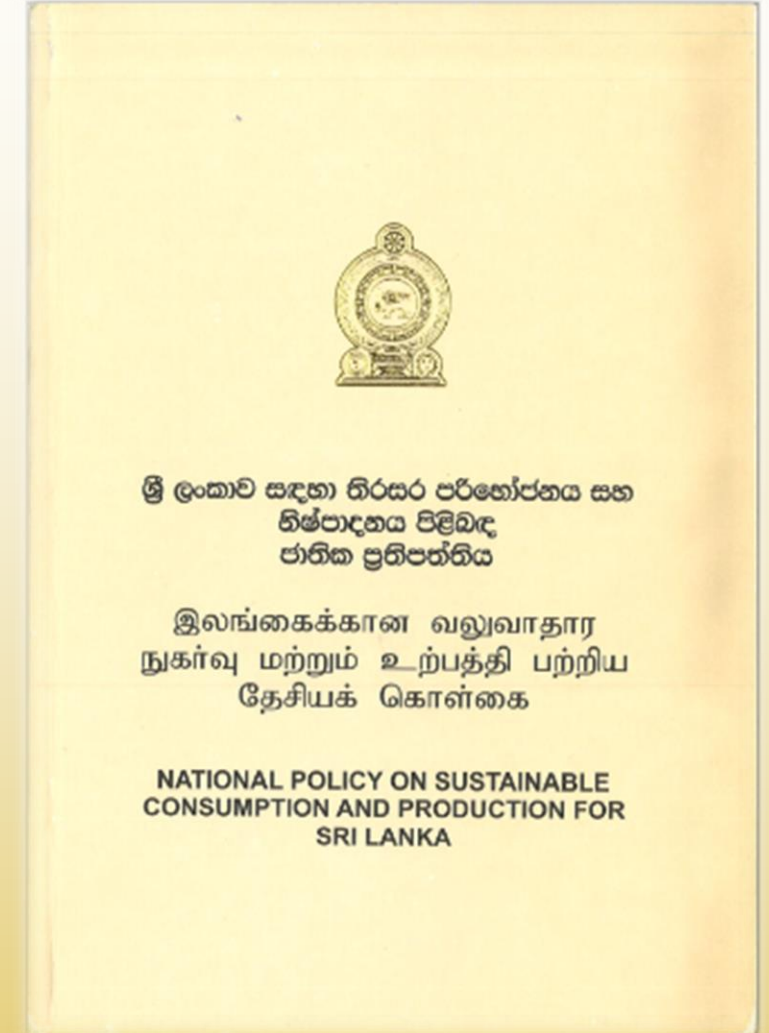 ශ්‍රී ලංකාව සඳහා තිරසර පරිභෝජනය සහ
නිෂ්පාදනය පිළිබඳ
ජාතික ප්‍රතිපත්තිය
இலங்கைக்கான வலுவாதார
நுகர்வு மற்றும் உற்பத்தி பற்றிய
தேசியக் கொள்கை
NATIONAL POLICY ON SUSTAINABLE
CONSUMPTION AND PRODUCTION FOR
SRI LANKA